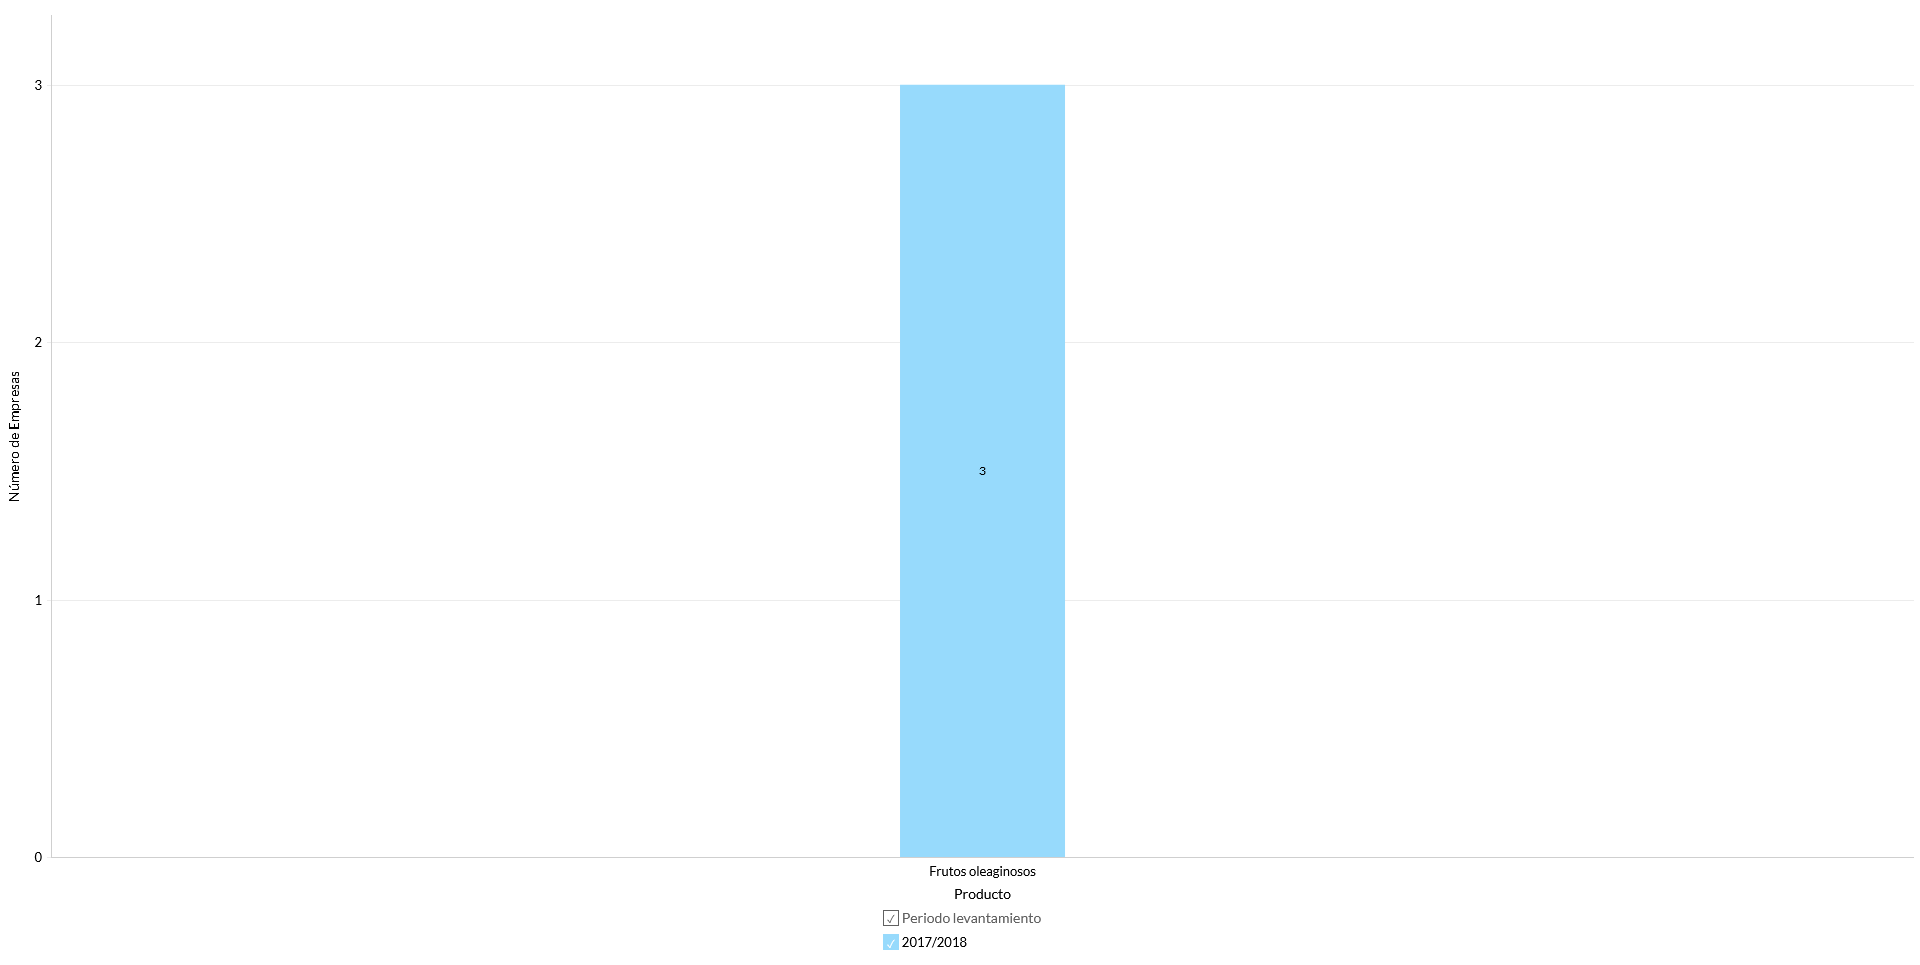 3
2
1
0
Número de Empresas
3
Frutos oleaginosos
Producto
Periodo levantamiento
2017/2018